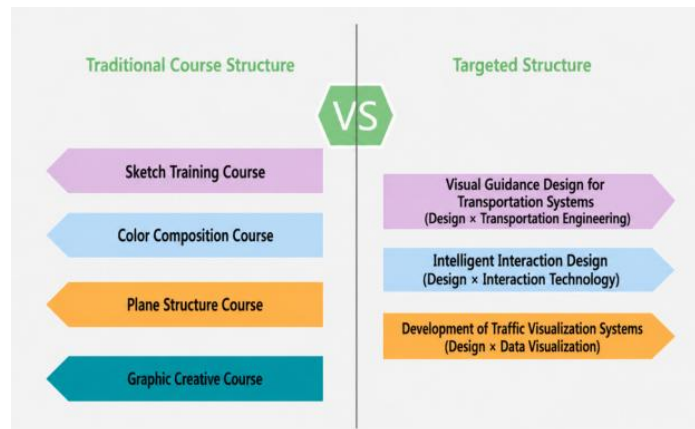 Traditional Course Structure
Targeted Structure
VS
Sketch Training Course
Color Composition Course
Plane Structure Course
Graphic Creative Course
Visual Guidance Design for
Transportation Systems
(Design × Transportation Engineering)
Intelligent Interaction Design
(Design × Interaction Technology)
Development of Traffic Visualization Systems
(Design × Data Visualization)